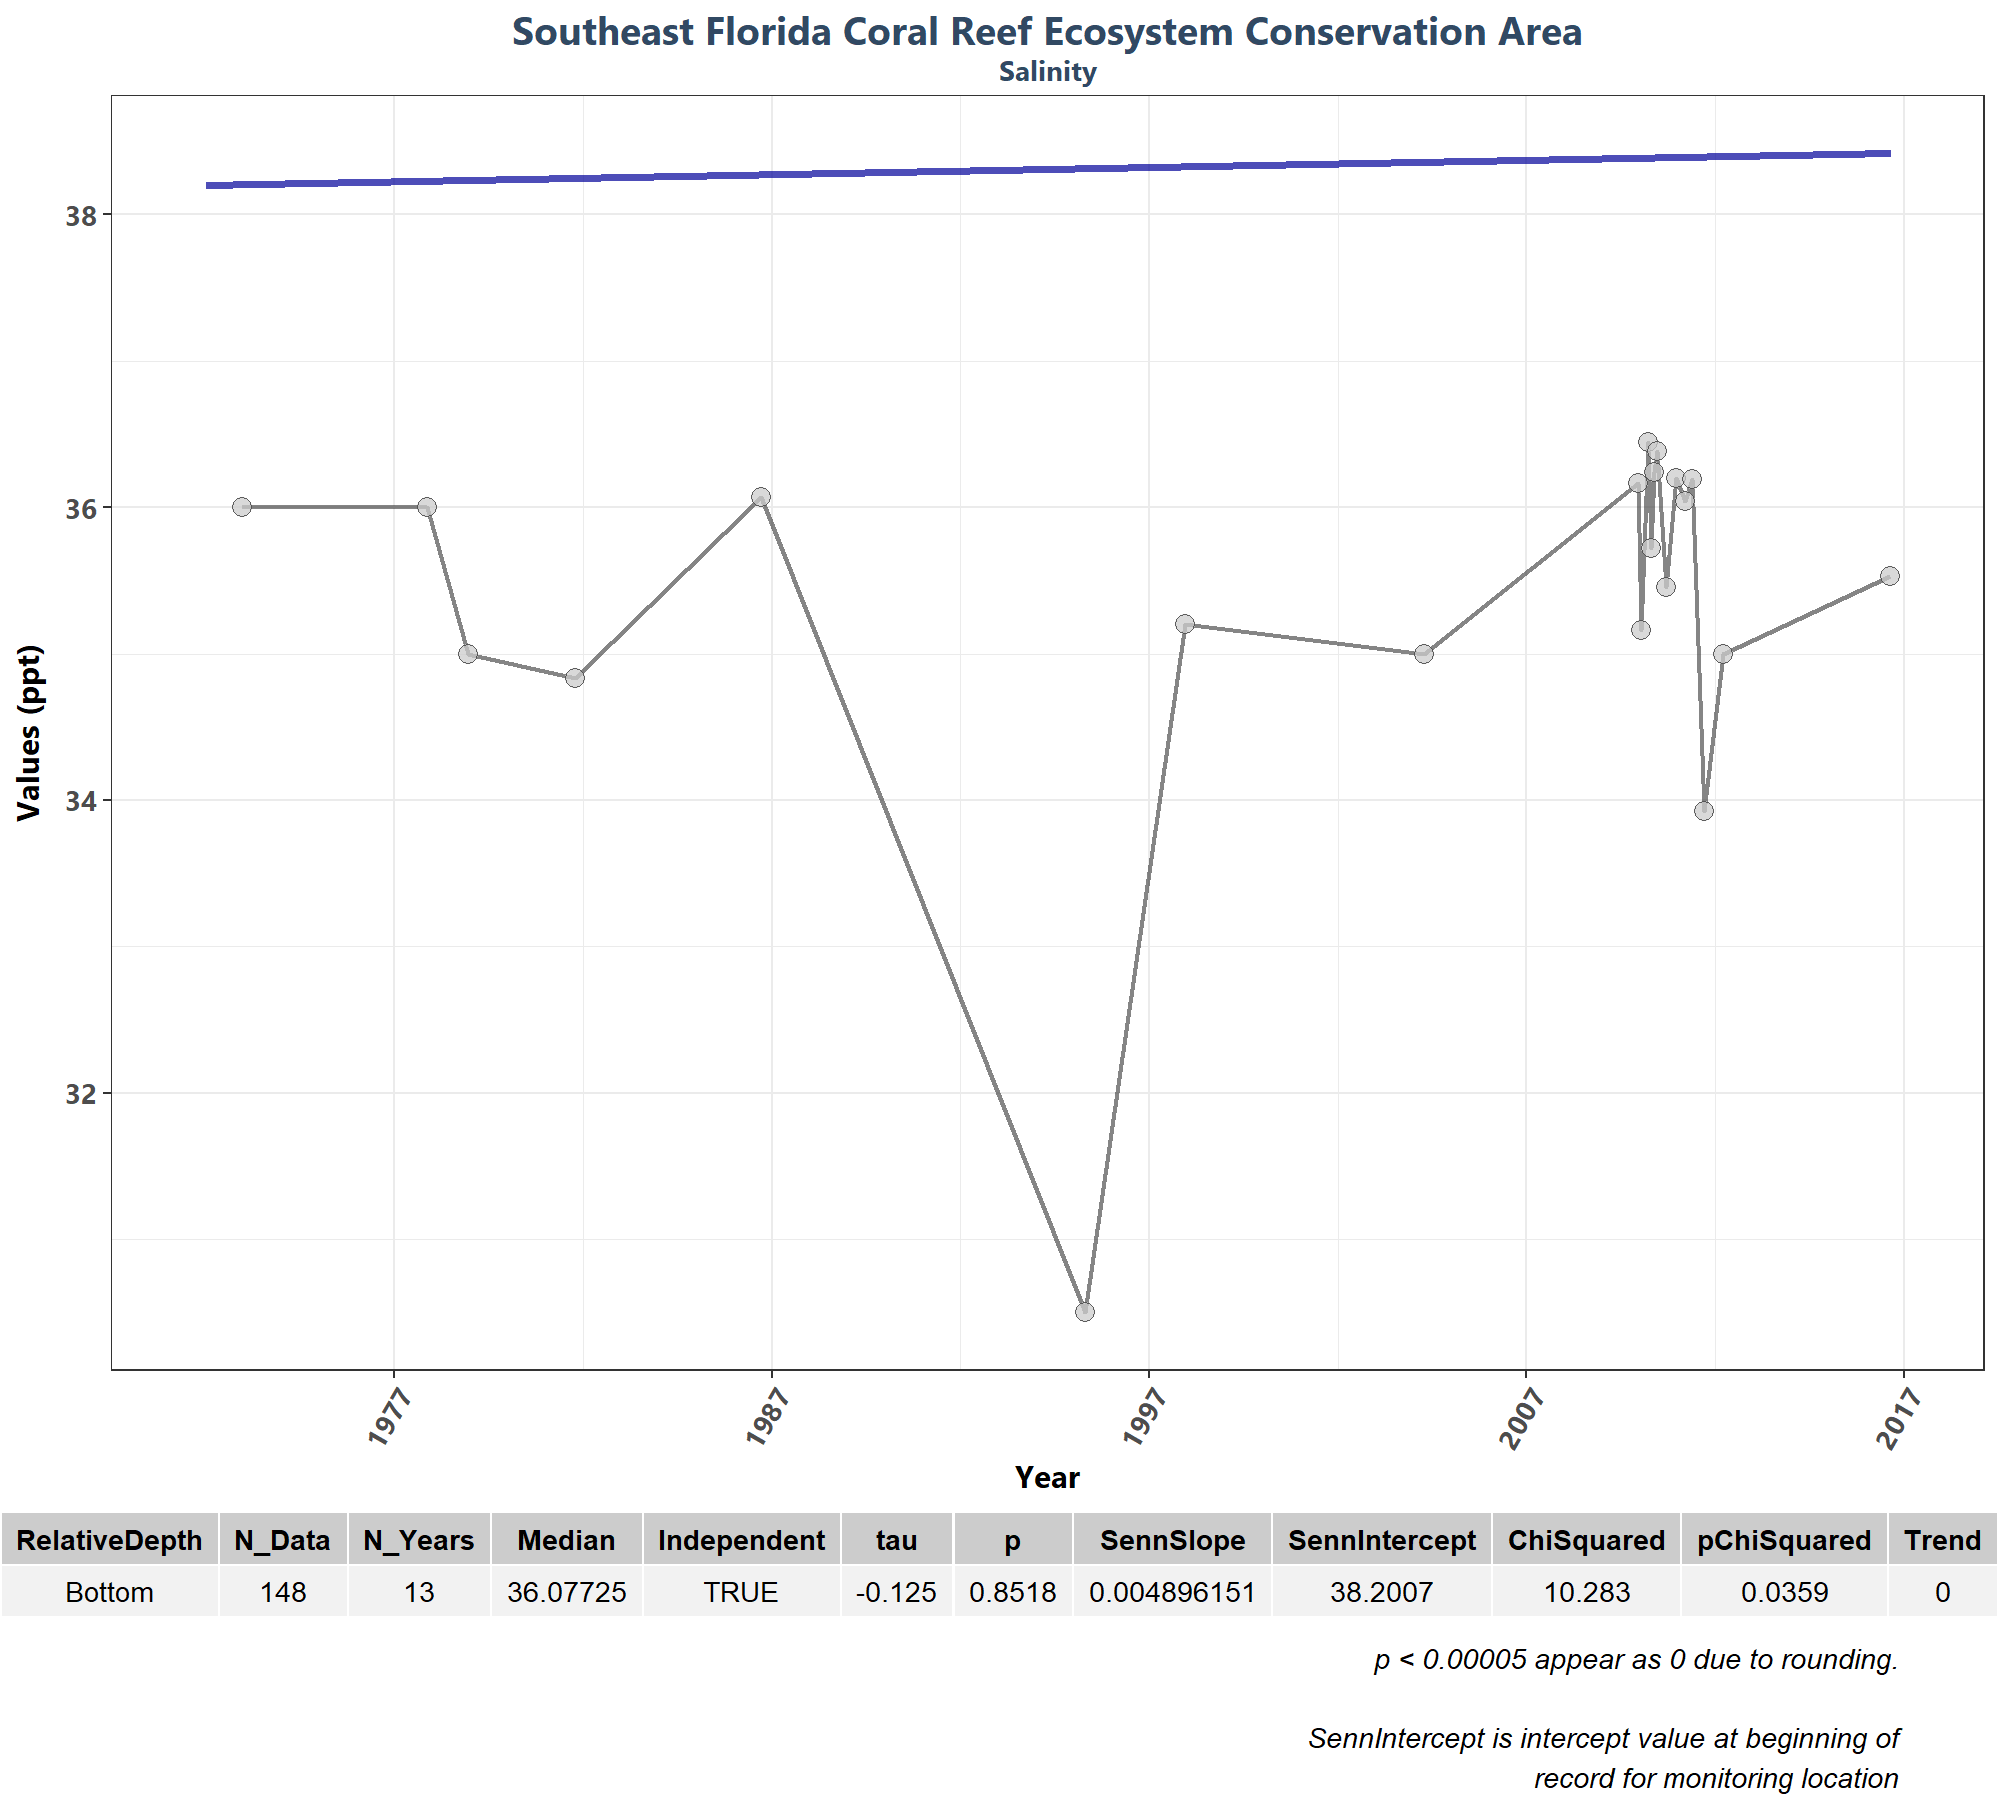 Southeast Florida Coral Reef Ecosystem Conservation Area
Salinity
Values (ppt)
38
36
34
32
1977
1987
1997
2007
2017
Year
RelativeDepth N_Data N_Years Median Independent tau p SennSlope SennIntercept ChiSquared pChiSquared Trend
Bottom 148 13 36.07725 TRUE -0.125 0.8518 0.004896151 38.2007 10.283 0.0359 0
p < 0.00005 appear as 0 due to rounding.
SennIntercept is intercept value at beginning of
record for monitoring location